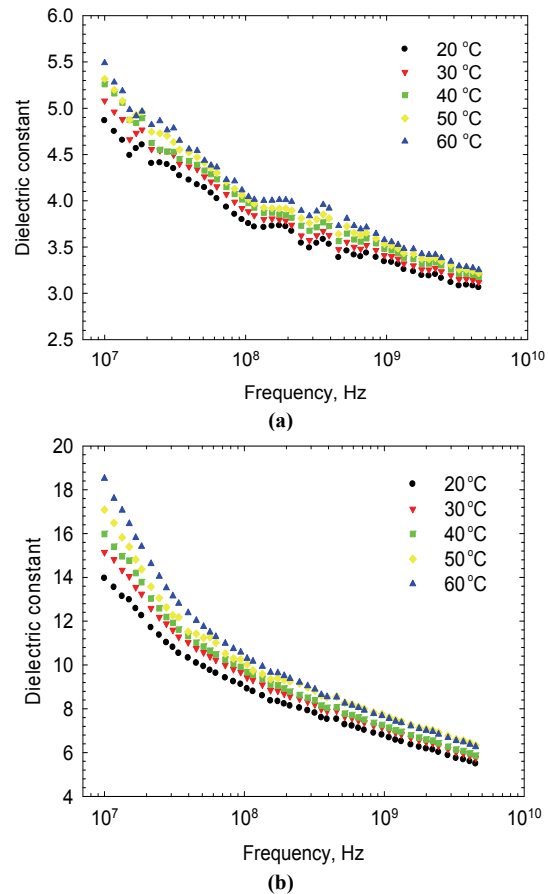 6.0
5.5
5.0
4.5
4.0
3.5
3.0
2.5
Dielectric constant
20 °C
30 °C
40 °C
50 °C
60 °C
10⁷
10⁸
10⁹
10¹⁰
Frequency, Hz
(a)
20
18
16
14
12
10
8
6
4
Dielectric constant
20 °C
30 °C
40 °C
50 °C
60 °C
10⁷
10⁸
10⁹
10¹⁰
Frequency, Hz
(b)